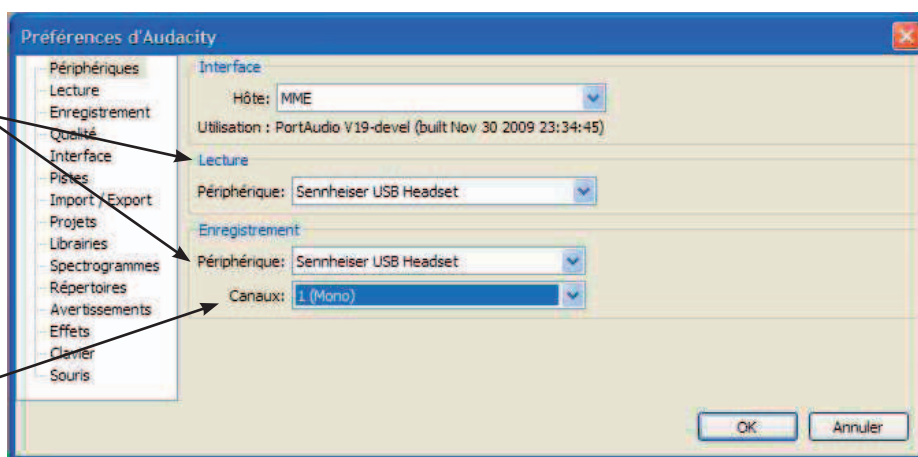 Préférences d'Audacity
Périphériques
Lecture
Enregistrement
Qualité
Interface
Pistes
Import / Export
Projets
Librairies
Spectrogrammes
Répertoires
Avertissements
Effets
Clavier
Souris
Interface
Hôte: MME
Utilisation : PortAudio V19-devel (built Nov 30 2009 23:34:45)
Lecture
Périphérique: Sennheiser USB Headset
Enregistrement
Périphérique: Sennheiser USB Headset
Canaux: 1 (Mono)
OK Annuler